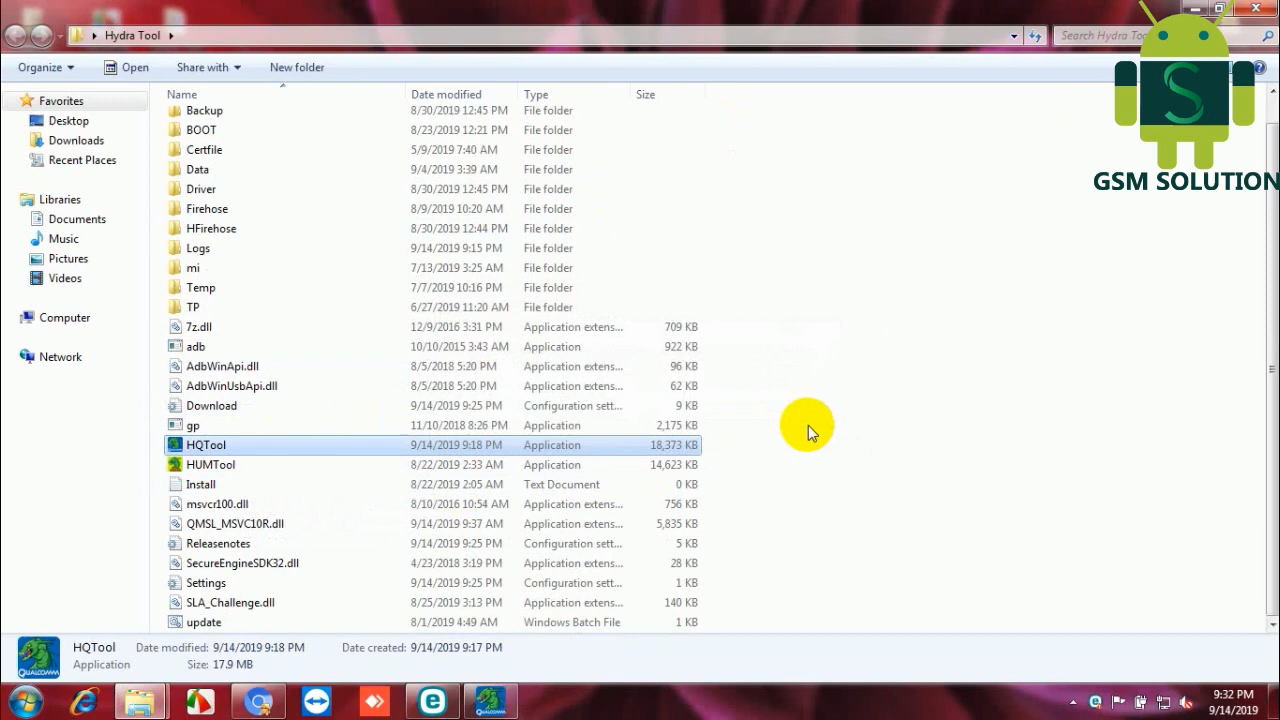 Hydra Tool
Search Hydra Too
Organize Open Share with New folder
GSM SOLUTION
Favorites
Desktop
Downloads
Recent Places
Libraries
Documents
Music
Pictures
Videos
Computer
Network
Name Date modified Type Size
Backup 8/30/2019 12:45 PM File folder
BOOT 8/23/2019 12:21 PM File folder
Certfile 5/9/2019 7:40 AM File folder
Data 9/4/2019 3:39 AM File folder
Driver 8/30/2019 12:45 PM File folder
Firehose 8/9/2019 10:20 AM File folder
HFirehose 8/30/2019 12:44 PM File folder
Logs 9/14/2019 9:15 PM File folder
mi 7/13/2019 3:25 AM File folder
Temp 7/7/2019 10:16 PM File folder
TP 6/27/2019 11:20 AM File folder
7z.dll 12/9/2016 3:31 PM Application extens... 709 KB
adb 10/10/2015 3:43 AM Application 922 KB
AdbWinApi.dll 8/5/2018 5:20 PM Application extens... 96 KB
AdbWinUsbApi.dll 8/5/2018 5:20 PM Application extens... 62 KB
Download 9/14/2019 9:25 PM Configuration sett... 9 KB
gp 11/10/2018 8:26 PM Application 2,175 KB
HQTool 9/14/2019 9:18 PM Application 18,373 KB
HUMTool 8/22/2019 2:33 AM Application 14,623 KB
Install 8/22/2019 2:05 AM Text Document 0 KB
msvcr100.dll 8/10/2016 10:54 AM Application extens... 756 KB
QMSL_MSVC10R.dll 9/14/2019 9:37 AM Application extens... 5,835 KB
Releasenotes 9/14/2019 9:25 PM Configuration sett... 5 KB
SecureEngineSDK32.dll 4/23/2018 3:19 PM Application extens... 28 KB
Settings 9/14/2019 9:25 PM Configuration sett... 1 KB
SLA_Challenge.dll 8/25/2019 3:13 PM Application extens... 140 KB
update 8/1/2019 4:49 AM Windows Batch File 1 KB
HQTool Date modified: 9/14/2019 9:18 PM Date created: 9/14/2019 9:17 PM
Application Size: 17.9 MB
QUALCOMM
9:32 PM
9/14/2019